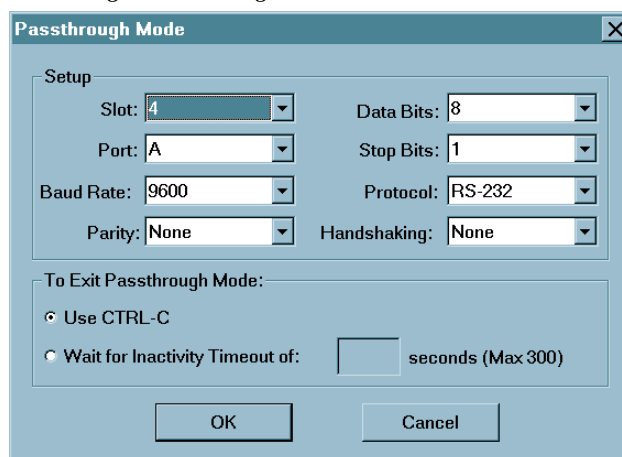 Passthrough Mode
Setup
Slot: 4
Data Bits: 8
Port: A
Stop Bits: 1
Baud Rate: 9600
Protocol: RS-232
Parity: None
Handshaking: None
To Exit Passthrough Mode:
Use CTRL-C
Wait for Inactivity Timeout of: seconds (Max 300)
OK Cancel